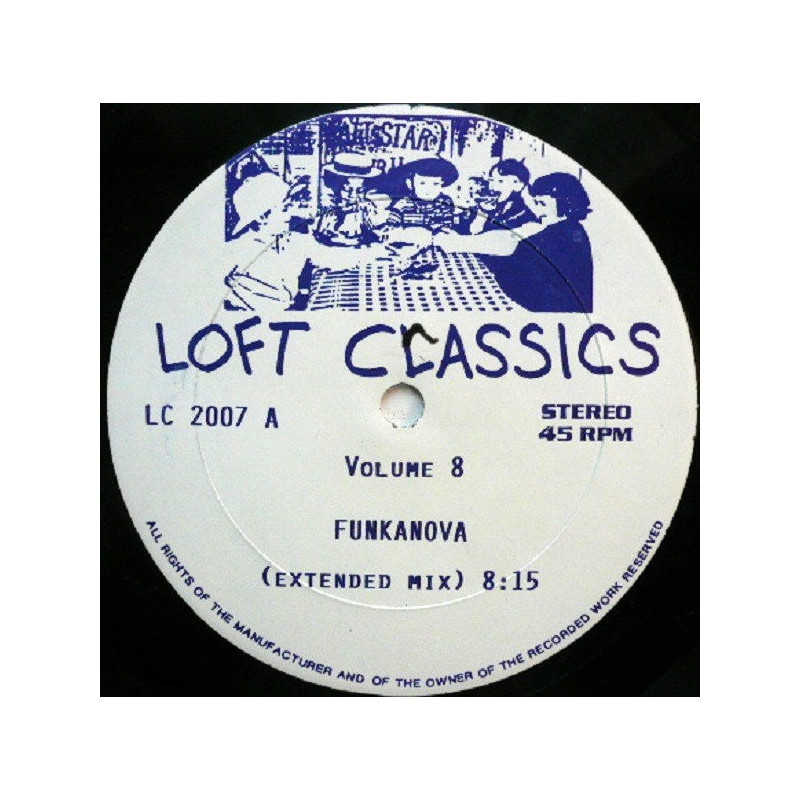 STAR
LOFT CLASSICS
LC 2007 A
STEREO
45 RPM
VOLUME 8
FUNKANOVA
(EXTENDED MIX) 8:15
ALL RIGHTS OF THE MANUFACTURER AND OF THE OWNER OF THE RECORDED WORK RESERVED